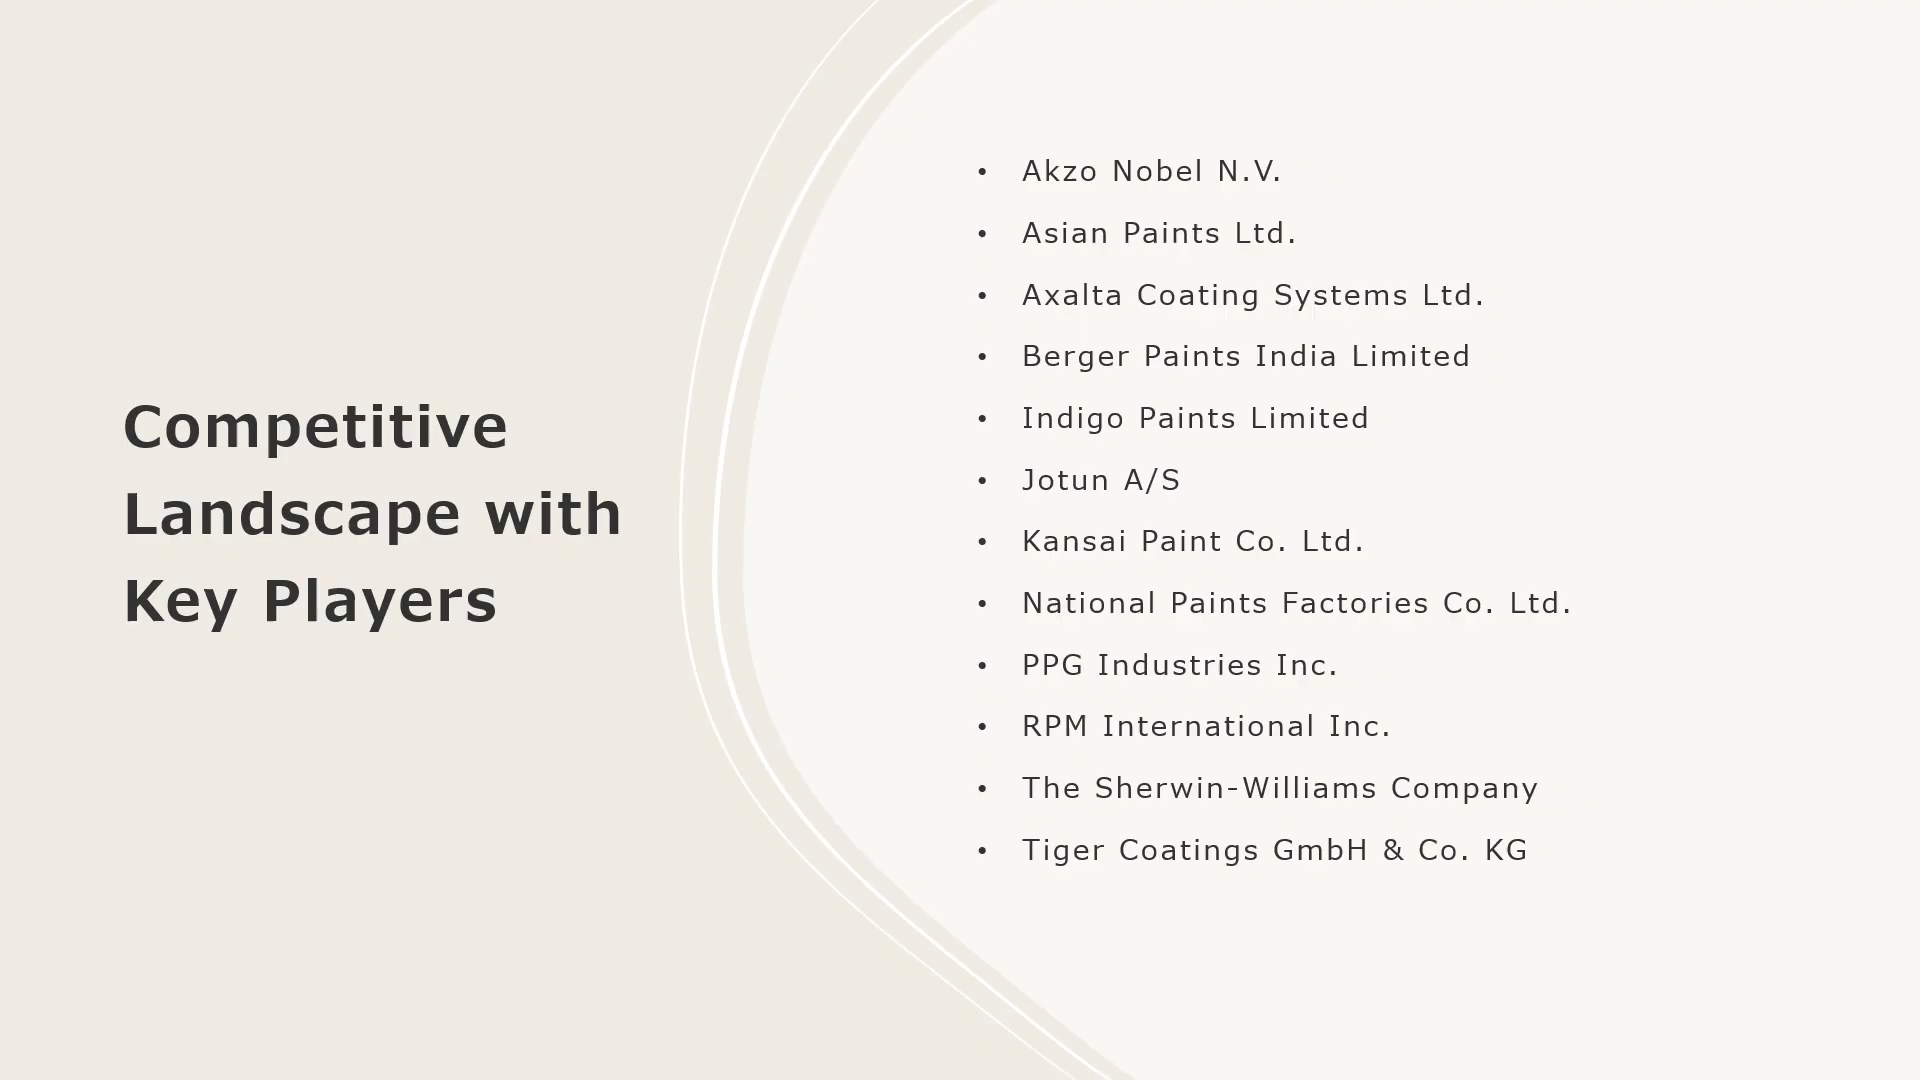 Competitive
Landscape with
Key Players
• Akzo Nobel N.V.
• Asian Paints Ltd.
• Axalta Coating Systems Ltd.
• Berger Paints India Limited
• Indigo Paints Limited
• Jotun A/S
• Kansai Paint Co. Ltd.
• National Paints Factories Co. Ltd.
• PPG Industries Inc.
• RPM International Inc.
• The Sherwin-Williams Company
• Tiger Coatings GmbH & Co. KG